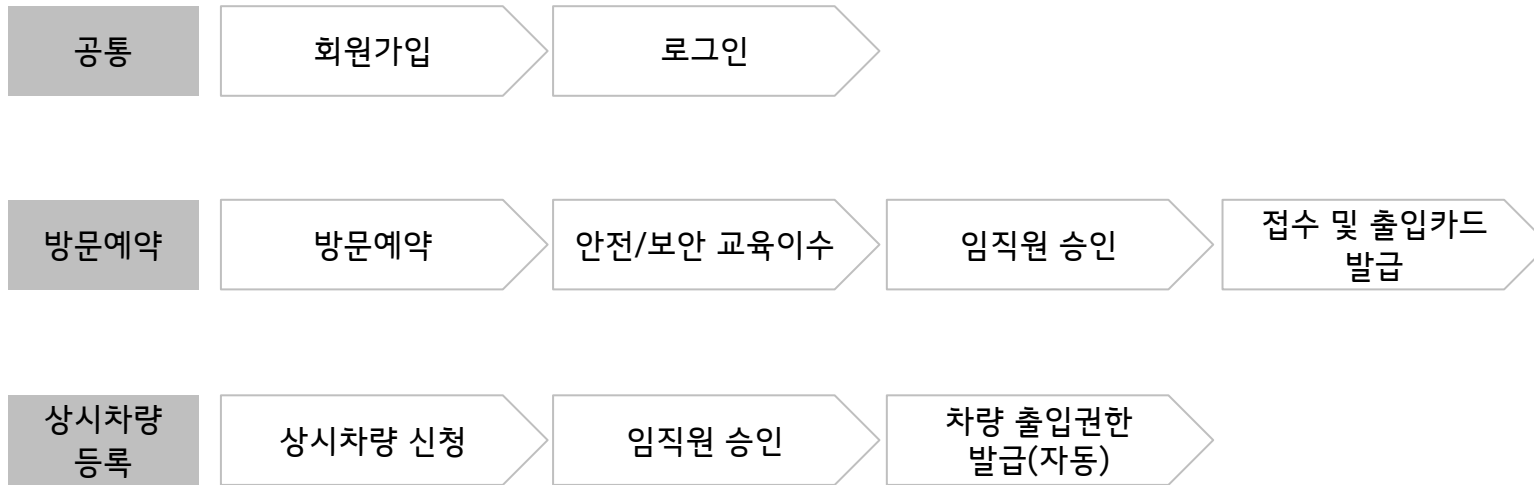 공통
회원가입
로그인
방문예약
방문예약
안전/보안 교육이수
임직원 승인
접수 및 출입카드
발급
상시차량
등록
상시차량 신청
임직원 승인
차량 출입권한
발급(자동)